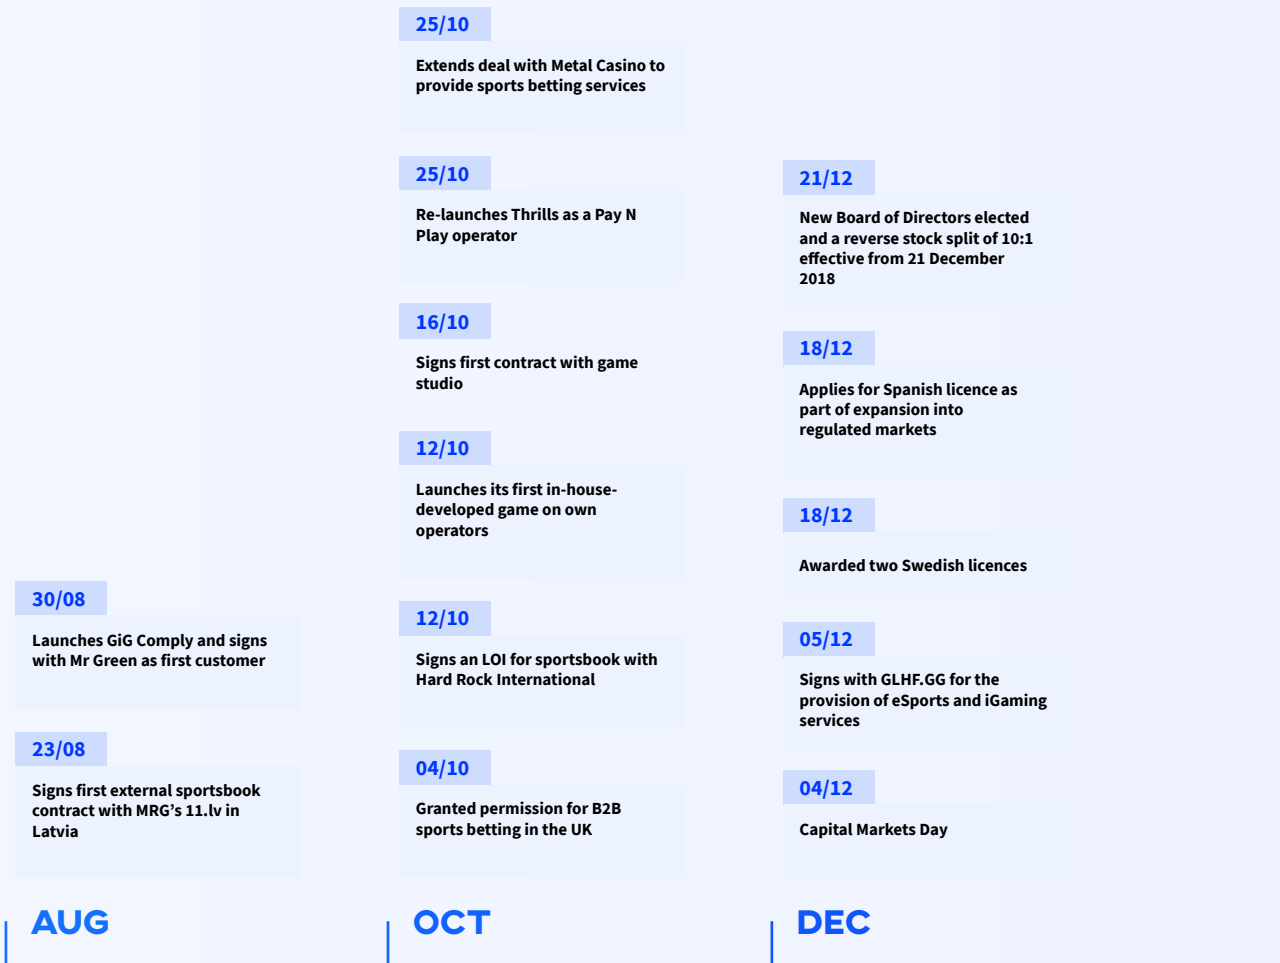 30/08
Launches GiG Comply and signs
with Mr Green as first customer
23/08
Signs first external sportsbook
contract with MRG’s 11.lv in
Latvia
AUG
25/10
Extends deal with Metal Casino to
provide sports betting services
25/10
Re-launches Thrills as a Pay N
Play operator
16/10
Signs first contract with game
studio
12/10
Launches its first in-house-
developed game on own
operators
12/10
Signs an LOI for sportsbook with
Hard Rock International
04/10
Granted permission for B2B
sports betting in the UK
OCT
21/12
New Board of Directors elected
and a reverse stock split of 10:1
effective from 21 December
2018
18/12
Applies for Spanish licence as
part of expansion into
regulated markets
18/12
Awarded two Swedish licences
05/12
Signs with GLHF.GG for the
provision of eSports and iGaming
services
04/12
Capital Markets Day
DEC